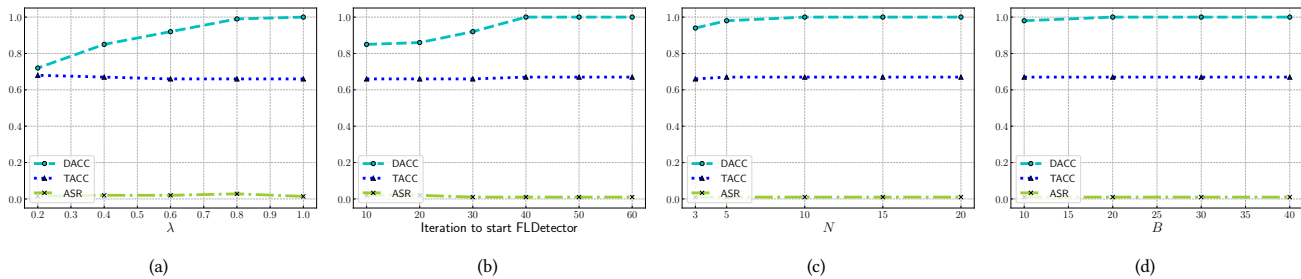 1.0
0.8
0.6
0.4
0.2
0.0
DACC
TACC
ASR
0.2 0.3 0.4 0.5 0.6 0.7 0.8 0.9 1.0
λ
(a)
1.0
0.8
0.6
0.4
0.2
0.0
DACC
TACC
ASR
10 20 30 40 50 60
Iteration to start FLDetector
(b)
1.0
0.8
0.6
0.4
0.2
0.0
DACC
TACC
ASR
3 5 10 15 20
N
(c)
1.0
0.8
0.6
0.4
0.2
0.0
DACC
TACC
ASR
10 15 20 25 30 35 40
B
(d)